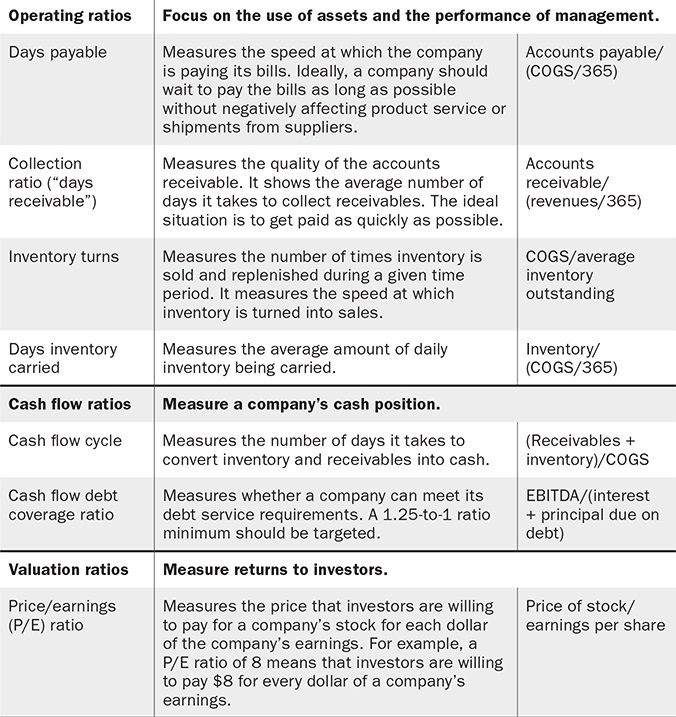 Operating ratios
Focus on the use of assets and the performance of management.
Days payable
Measures the speed at which the company
is paying its bills. Ideally, a company should
wait to pay the bills as long as possible
without negatively affecting product service or
shipments from suppliers.
Accounts payable/
(COGS/365)
Collection
ratio (“days
receivable”)
Measures the quality of the accounts
receivable. It shows the average number of
days it takes to collect receivables. The ideal
situation is to get paid as quickly as possible.
Accounts
receivable/
(revenues/365)
Inventory turns
Measures the number of times inventory is
sold and replenished during a given time
period. It measures the speed at which
inventory is turned into sales.
COGS/average
inventory
outstanding
Days inventory
carried
Measures the average amount of daily
inventory being carried.
Inventory/
(COGS/365)
Cash flow ratios
Measure a company’s cash position.
Cash flow cycle
Measures the number of days it takes to
convert inventory and receivables into cash.
(Receivables +
inventory)/COGS
Cash flow debt
coverage ratio
Measures whether a company can meet its
debt service requirements. A 1.25-to-1 ratio
minimum should be targeted.
EBITDA/(interest
+ principal due on
debt)
Valuation ratios
Measure returns to investors.
Price/earnings
(P/E) ratio
Measures the price that investors are willing
to pay for a company’s stock for each dollar
of the company’s earnings. For example, a
P/E ratio of 8 means that investors are willing
to pay $8 for every dollar of a company’s
earnings.
Price of stock/
earnings per share